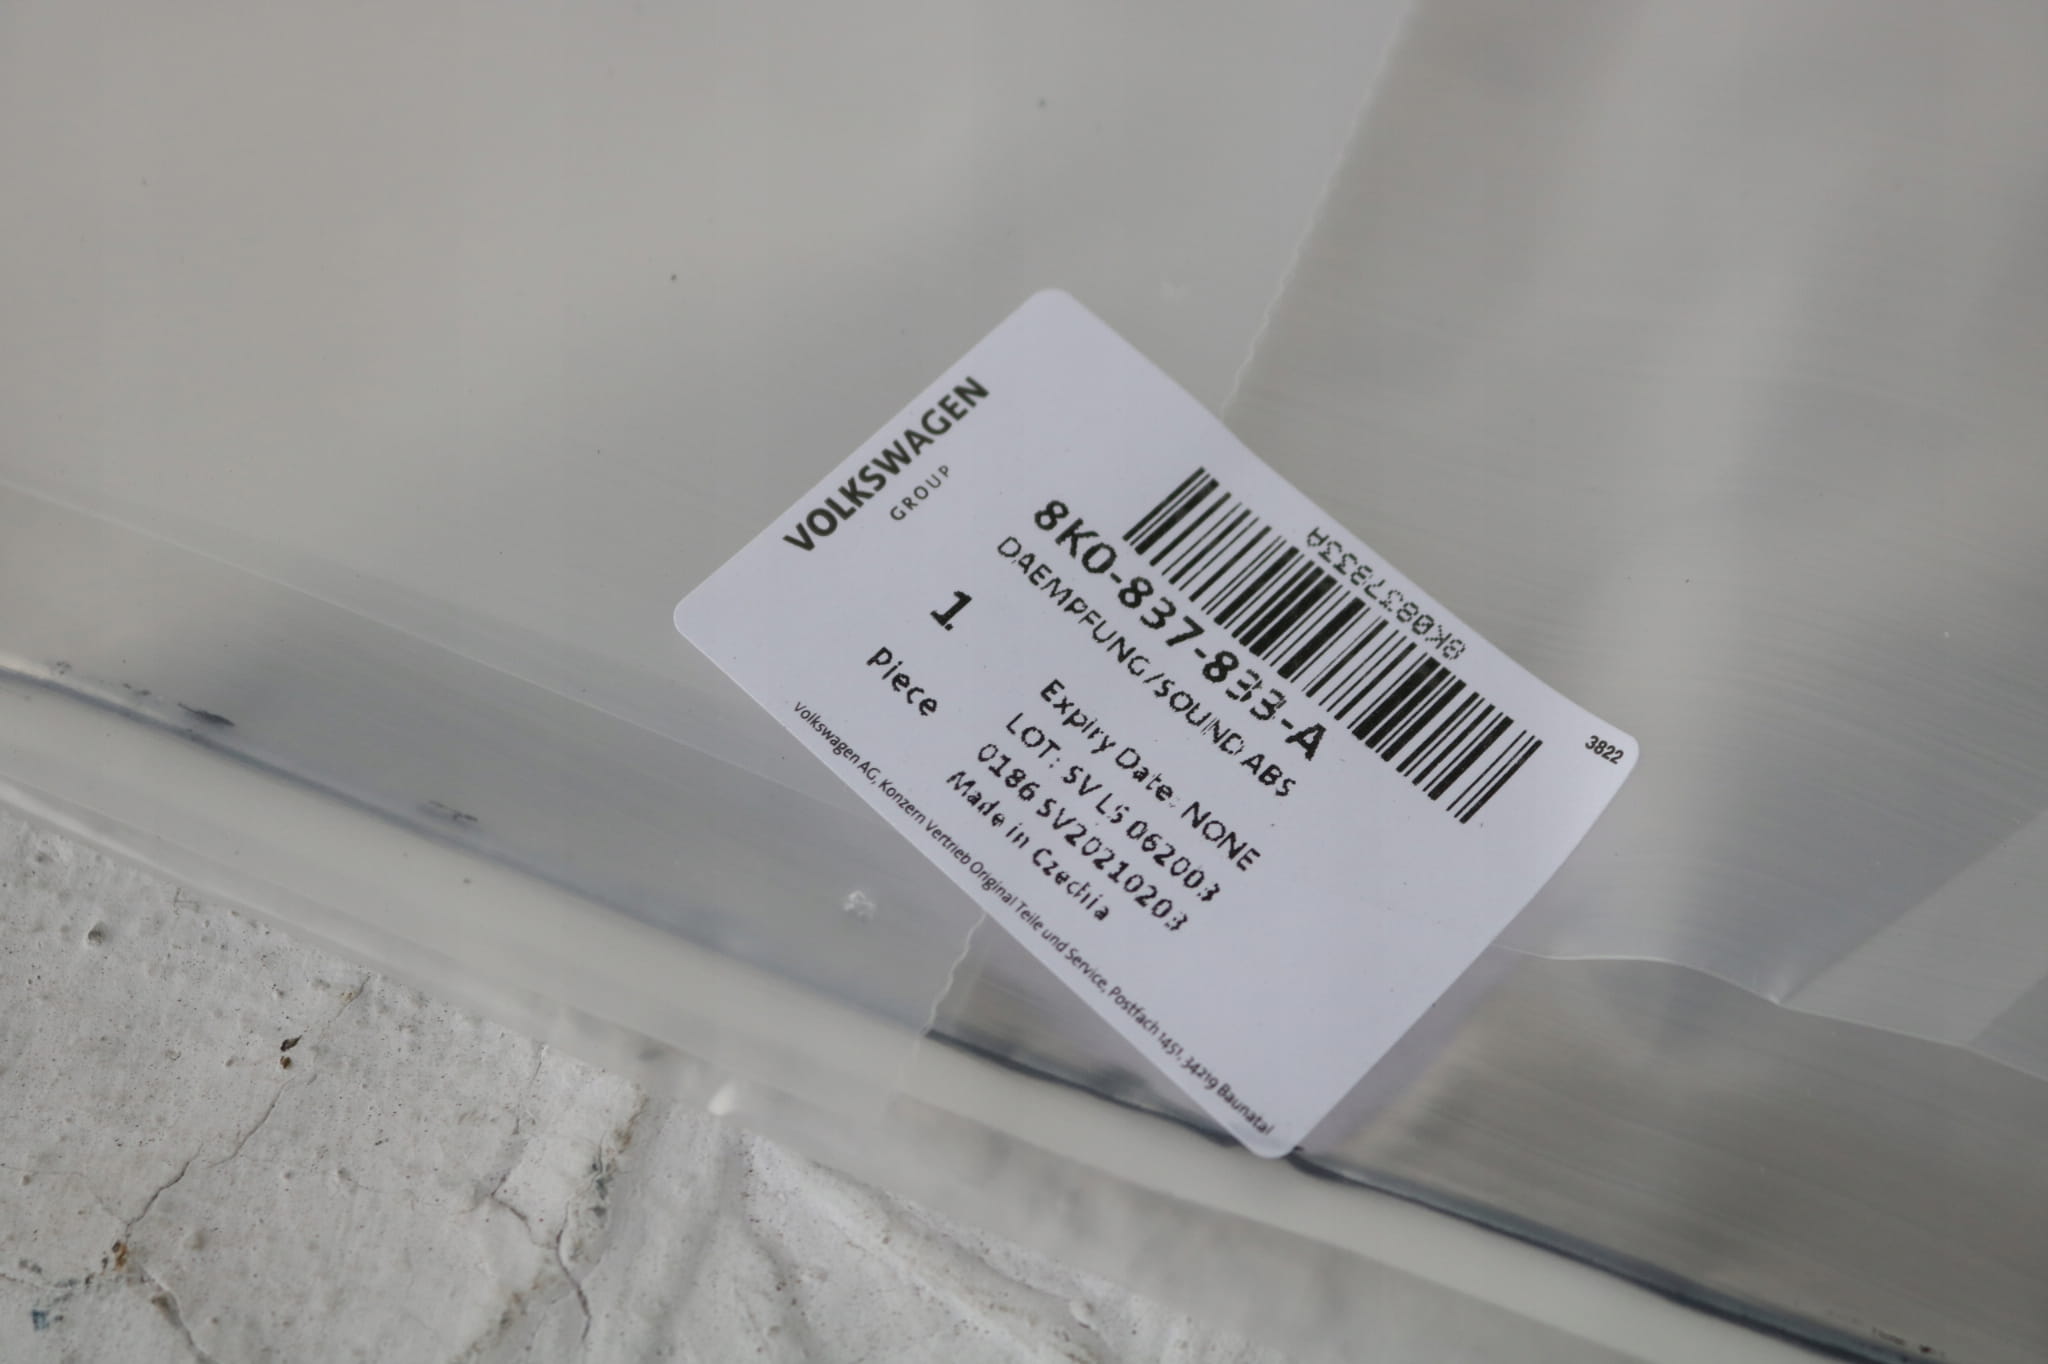 VOLKSWAGEN
GROUP
8K0837833A
3822
8K0-837-833-A
DAEMPFUNG/SOUND ABS
1
piece
Expiry Date: NONE
LOT: SV LS 062003
0186 SV20210203
Made in Czechia
Volkswagen AG, Konzern Vertrieb Original Teile und Service, Postfach 1451, 34219 Baunatal